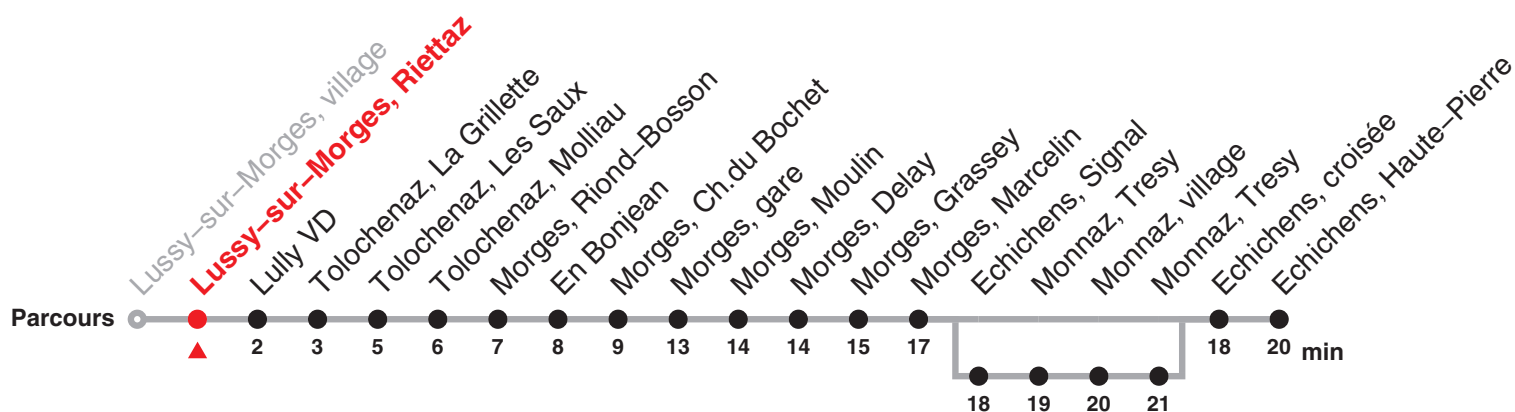 Lussy–sur–Morges, village
Lussy–sur–Morges, Riettaz
Lully VD
Tolochenaz, La Grillette
Tolochenaz, Les Saux
Tolochenaz, Molliau
Morges, Riond–Bosson
En Bonjean
Morges, Ch.du Bochet
Morges, gare
Morges, Moulin
Morges, Delay
Morges, Grassey
Morges, Marcelin
Echichens, Signal
Monnaz, Tresy
Monnaz, village
Monnaz, Tresy
Echichens, croisée
Echichens, Haute–Pierre
Parcours
2 3 5 6 7 8 9 13 14 14 15 17 18 20 min
18 19 20 21